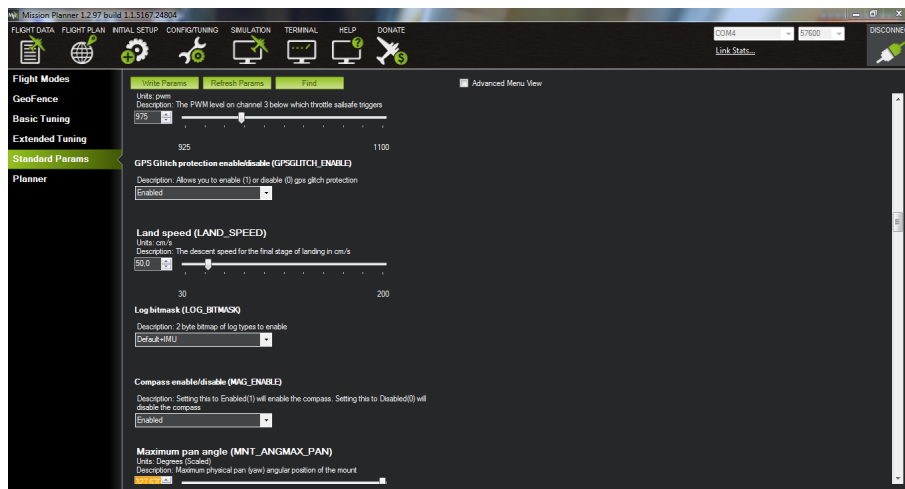 Mission Planner 1.2.97 build 1.1.5167.24804
FLIGHT DATA FLIGHT PLAN INITIAL SETUP CONFIG/TUNING SIMULATION TERMINAL HELP DONATE
COM4 57600 DISCONNE
Link Stats...
Flight Modes
GeoFence
Basic Tuning
Extended Tuning
Standard Params
Planner
Write Params Refresh Params Find Advanced Menu View
Units: pwm
Description: The PWM level on channel 3 below which throttle sailsafe triggers
975
925 1100
GPS Glitch protection enable/disable (GPSGLITCH_ENABLE)
Description: Allows you to enable (1) or disable (0) gps glitch protection
Enabled
Land speed (LAND_SPEED)
Units: cm/s
Description: The descent speed for the final stage of landing in cm/s
50,0
30 200
Log bitmask (LOG_BITMASK)
Description: 2 byte bitmap of log types to enable
Default+IMU
Compass enable/disable (MAG_ENABLE)
Description: Setting this to Enabled(1) will enable the compass. Setting this to Disabled(0) will
disable the compass
Enabled
Maximum pan angle (MNT_ANGMAX_PAN)
Units: Degrees (Scaled)
Description: Maximum physical pan (yaw) angular position of the mount